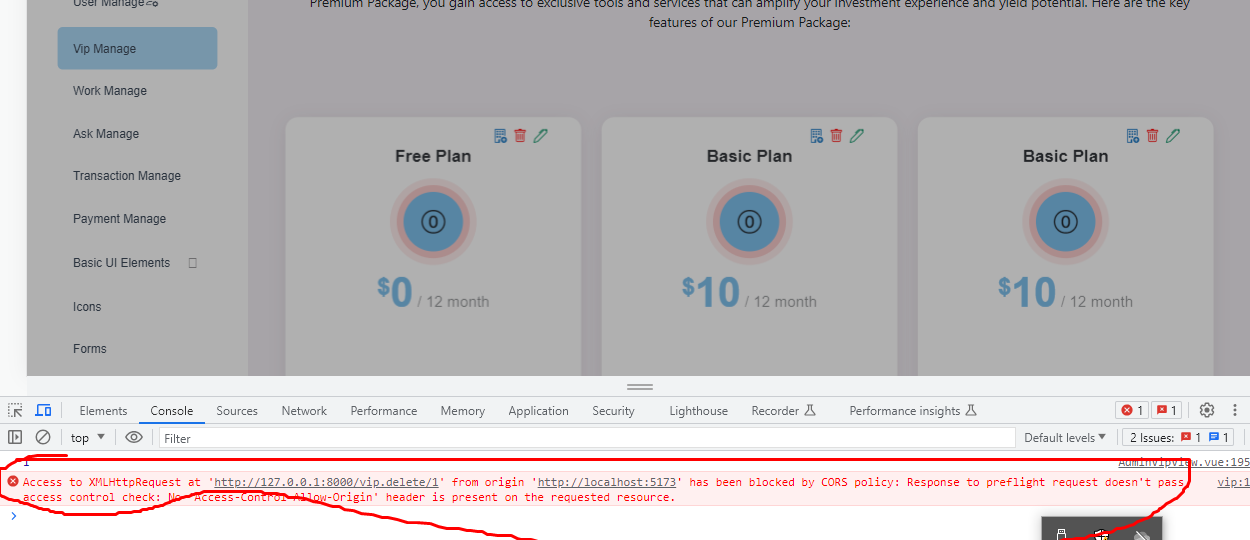 User Manage
Premium Package, you gain access to exclusive tools and services that can amplify your investment experience and yield potential. Here are the key
features of our Premium Package:
Vip Manage
Work Manage
Ask Manage
Transaction Manage
Payment Manage
Basic UI Elements
Icons
Forms
Free Plan
0
$0 / 12 month
Basic Plan
0
$10 / 12 month
Basic Plan
0
$10 / 12 month
Elements Console Sources Network Performance Memory Application Security Lighthouse Recorder Performance insights 1 1
top Filter Default levels 2 Issues: 1 1
1 AdminVipView.vue:195
Access to XMLHttpRequest at 'http://127.0.0.1:8000/vip.delete/1' from origin 'http://localhost:5173' has been blocked by CORS policy: Response to preflight request doesn't pass vip:1
access control check: No 'Access-Control-Allow-Origin' header is present on the requested resource.